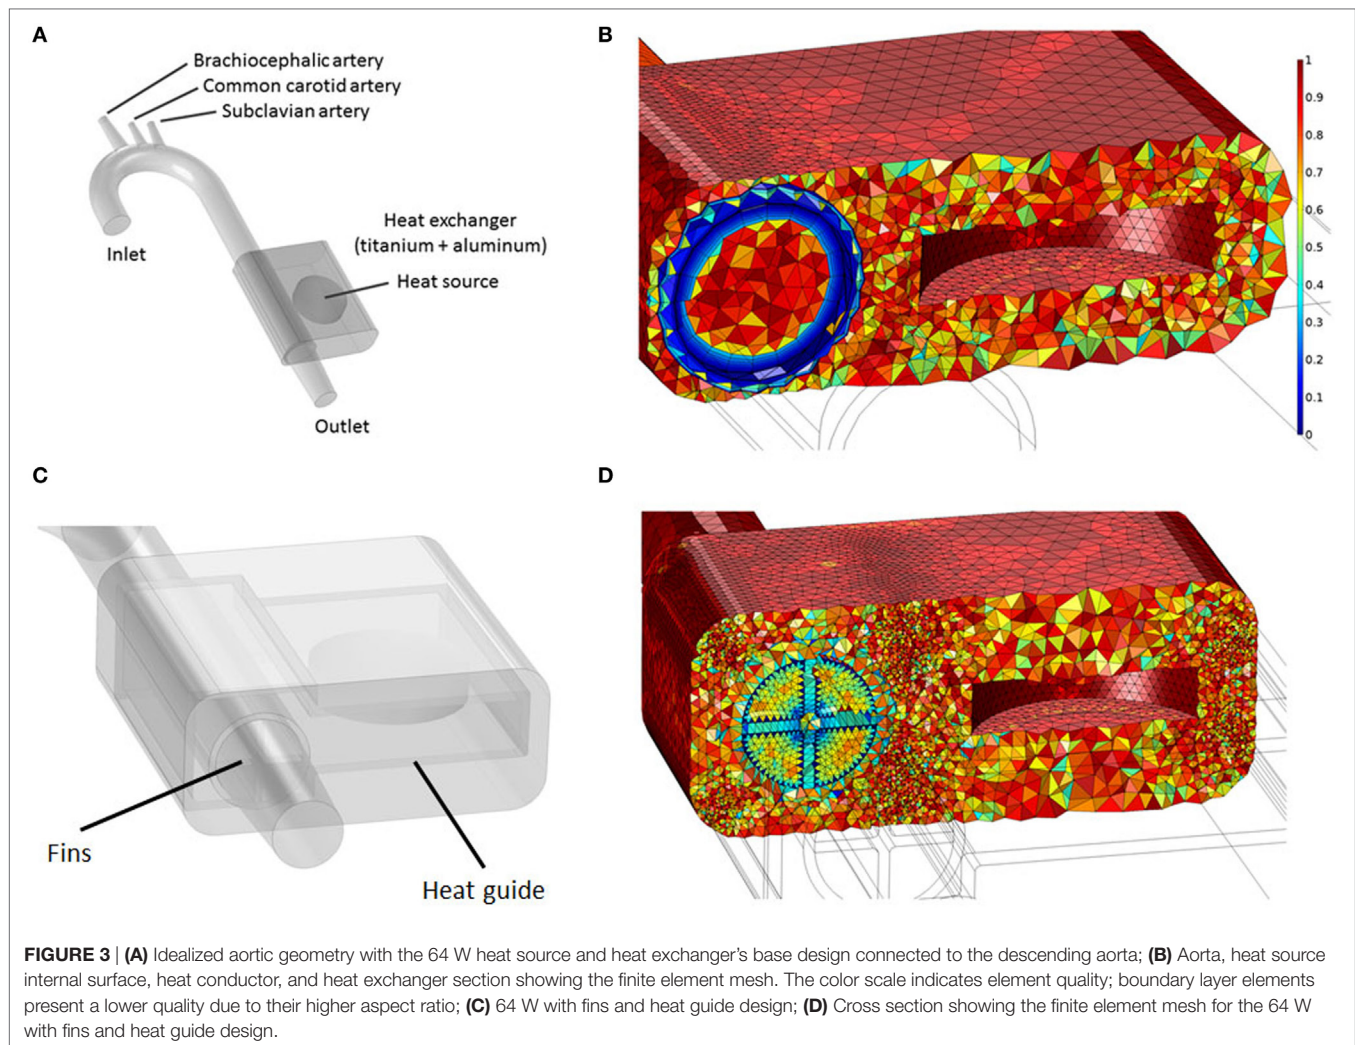 A
Brachiocephalic artery
Common carotid artery
Subclavian artery
Heat exchanger
(titanium + aluminum)
Heat source
Inlet
Outlet
B
1
0.9
0.8
0.7
0.6
0.5
0.4
0.3
0.2
0.1
0
C
Fins
Heat guide
D
FIGURE 3 | (A) Idealized aortic geometry with the 64 W heat source and heat exchanger’s base design connected to the descending aorta; (B) Aorta, heat source
internal surface, heat conductor, and heat exchanger section showing the finite element mesh. The color scale indicates element quality; boundary layer elements
present a lower quality due to their higher aspect ratio; (C) 64 W with fins and heat guide design; (D) Cross section showing the finite element mesh for the 64 W
with fins and heat guide design.